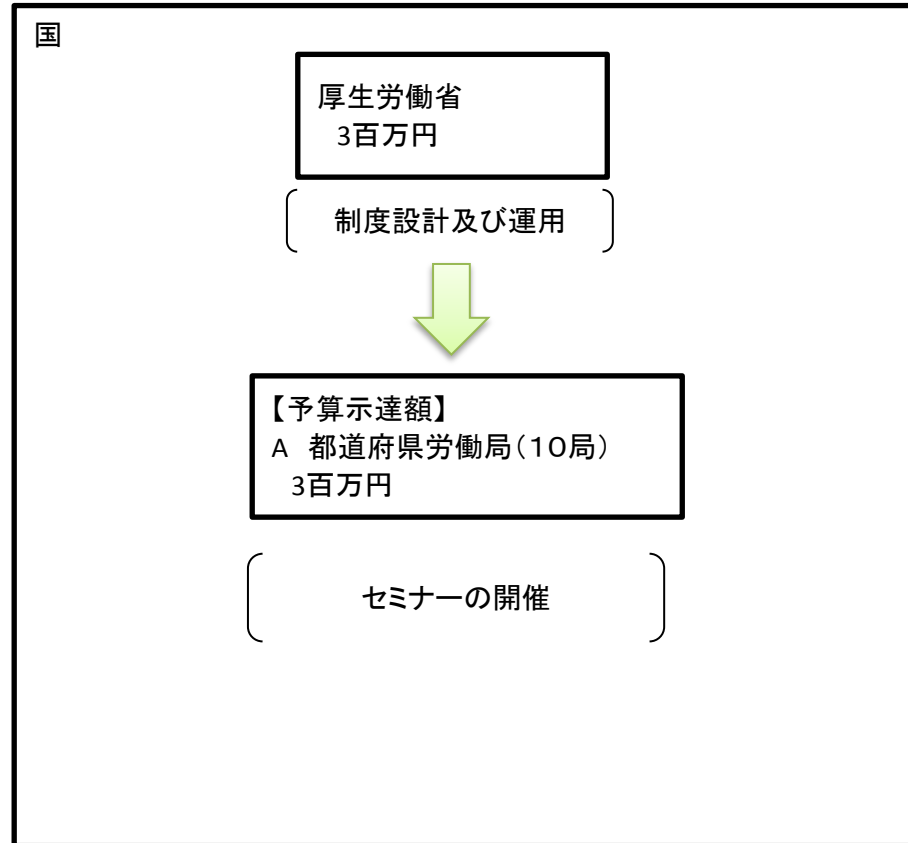 国
厚生労働省
3百万円
制度設計及び運用
【予算示達額】
A 都道府県労働局(10局)
3百万円
セミナーの開催